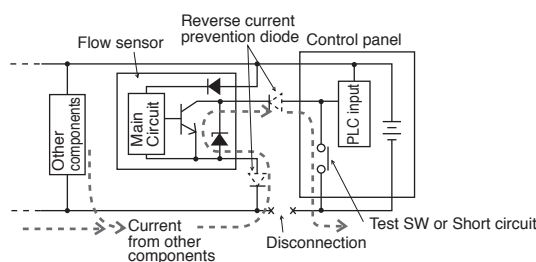 Reverse current
prevention diode
Flow sensor
Control panel
Main
Circuit
PLC input
Other
components
Current
from other
components
Disconnection
Test SW or Short circuit